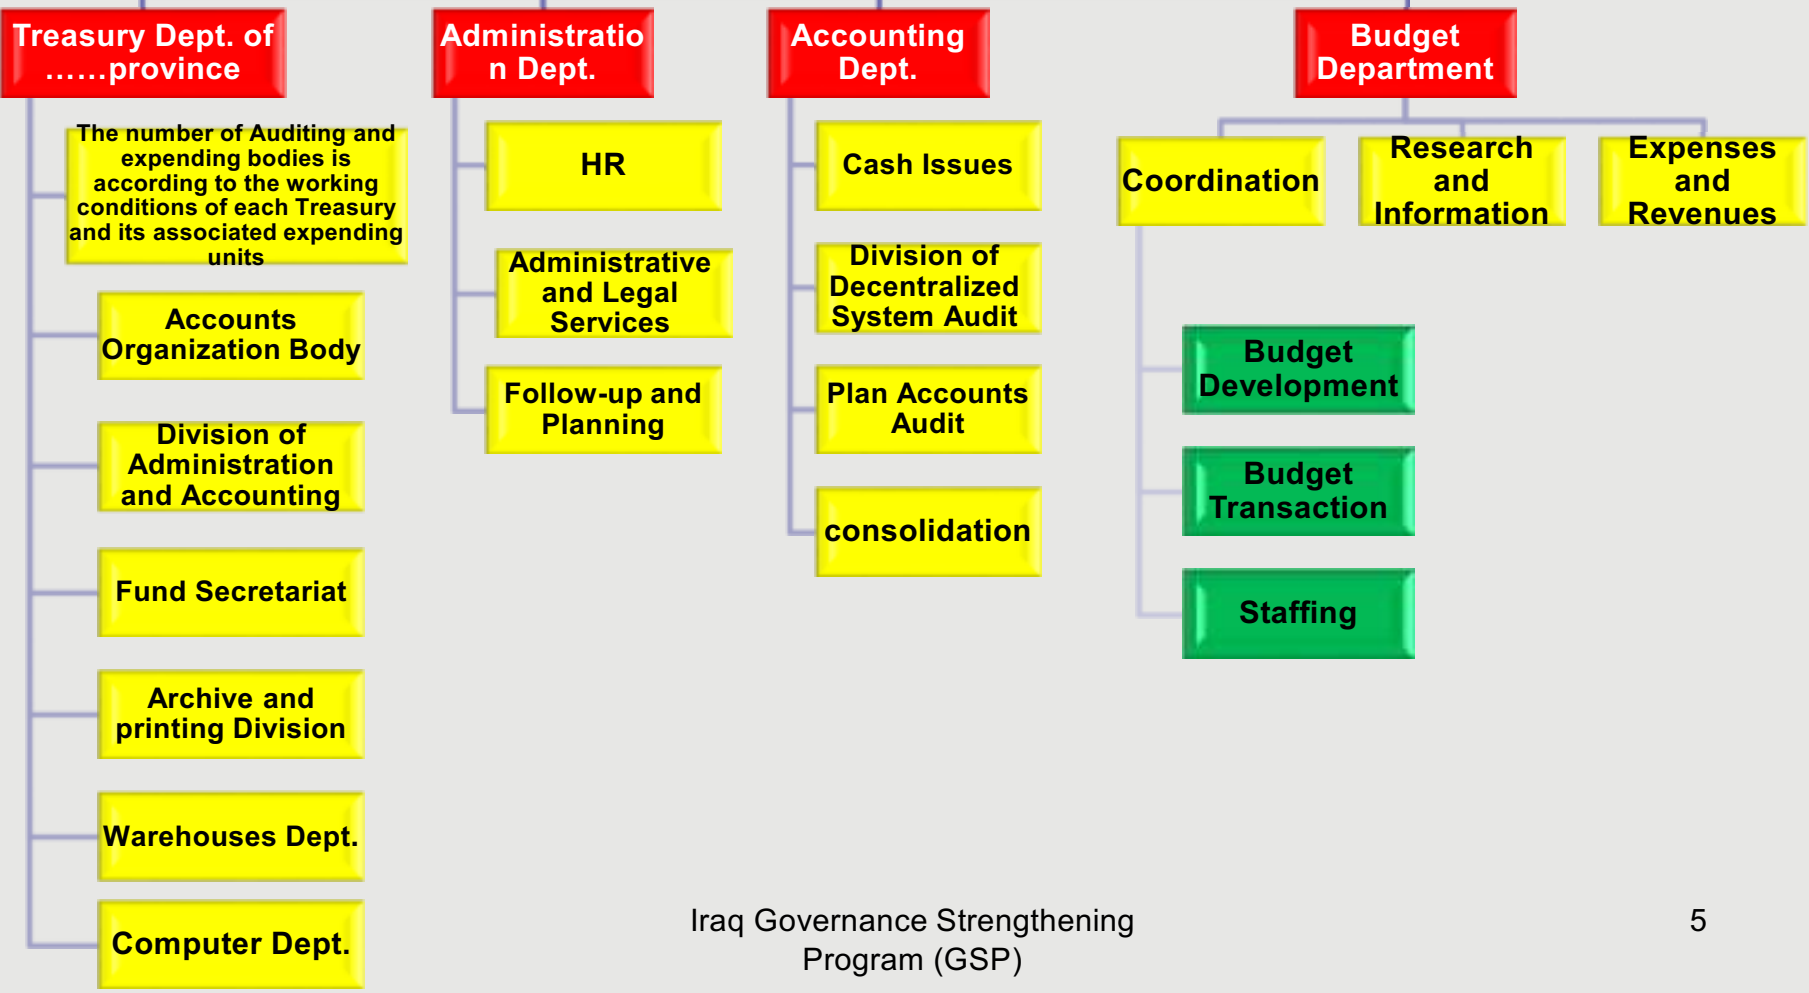 Treasury Dept. of
……province
The number of Auditing and
expending bodies is
according to the working
conditions of each Treasury
and its associated expending
units
Accounts
Organization Body
Division of
Administration
and Accounting
Fund Secretariat
Archive and
printing Division
Warehouses Dept.
Computer Dept.
Administratio
n Dept.
HR
Administrative
and Legal
Services
Follow-up and
Planning
Accounting
Dept.
Cash Issues
Division of
Decentralized
System Audit
Plan Accounts
Audit
consolidation
Budget
Department
Coordination
Research
and
Information
Expenses
and
Revenues
Budget
Development
Budget
Transaction
Staffing
Iraq Governance Strengthening
Program (GSP)
5